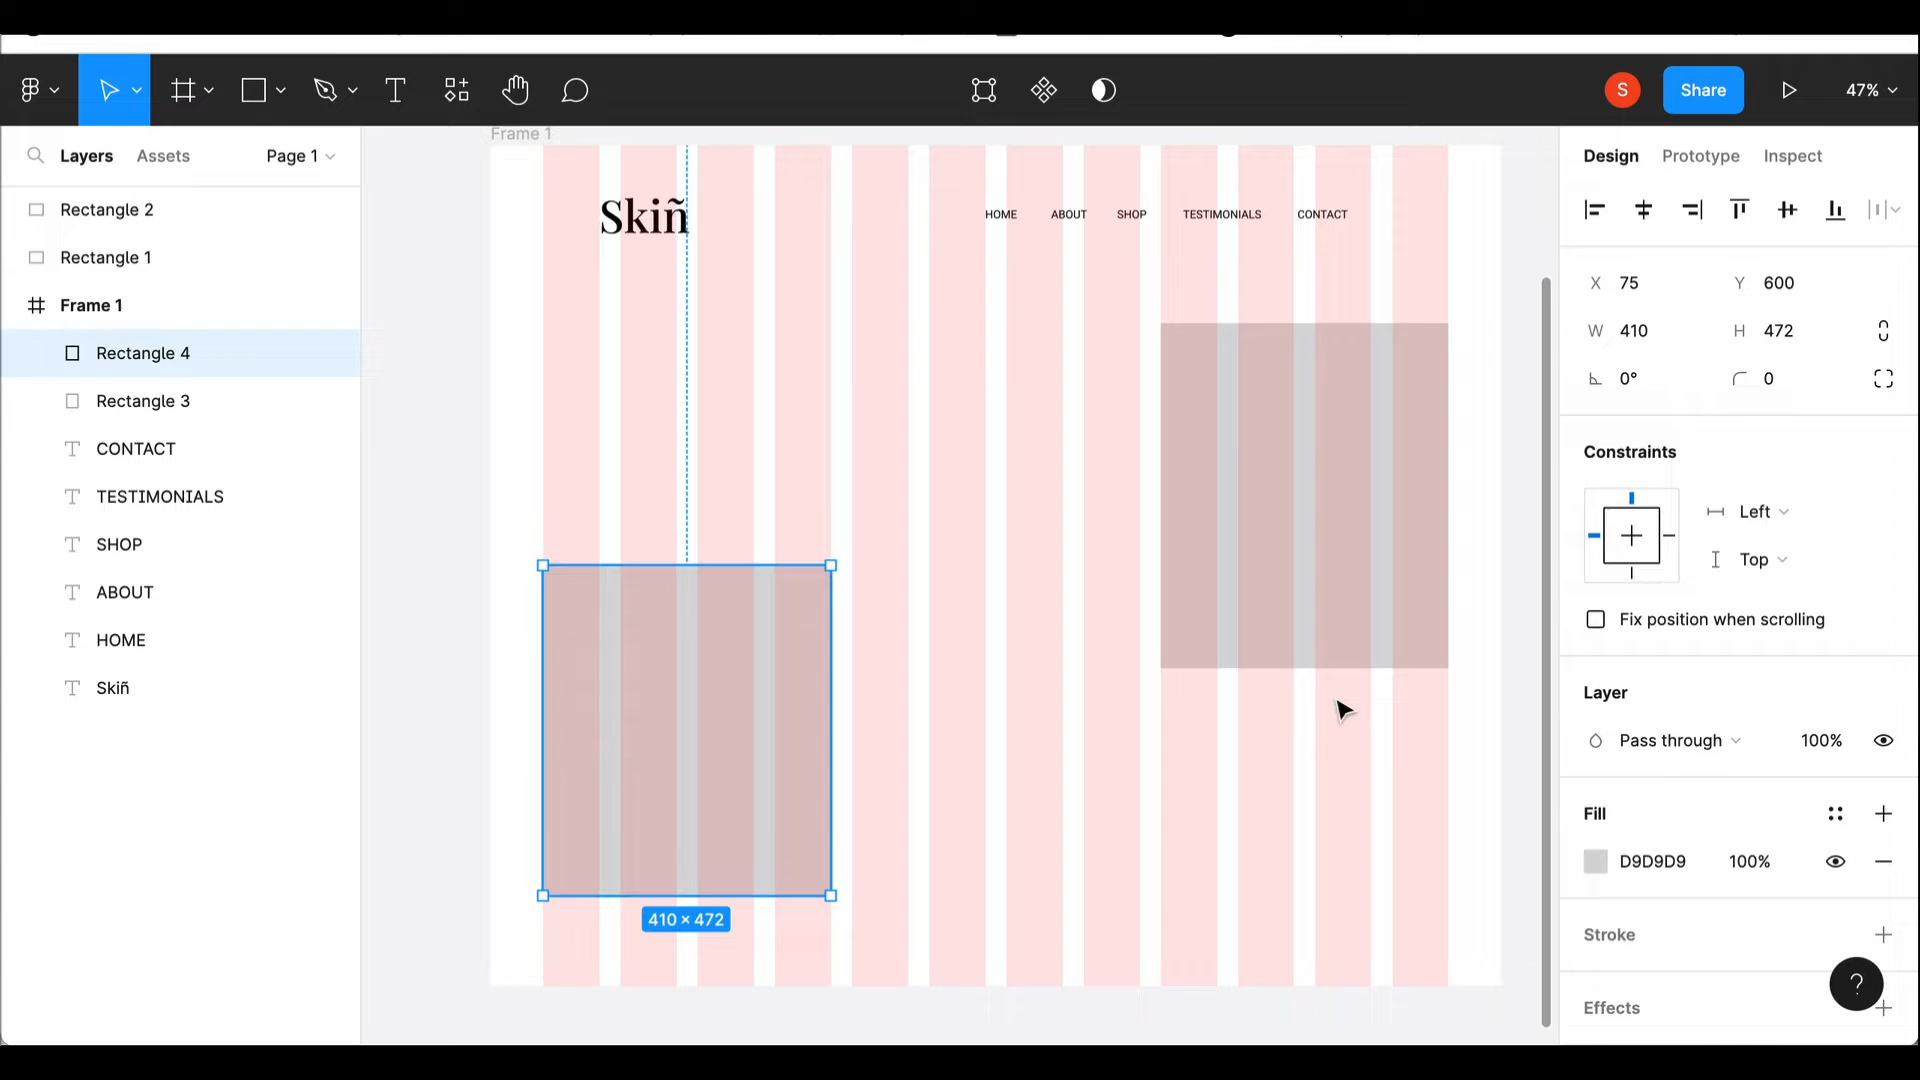 Share
47%
Layers
Assets
Page 1
Rectangle 2
Rectangle 1
Frame 1
Rectangle 4
Rectangle 3
CONTACT
TESTIMONIALS
SHOP
ABOUT
HOME
Skiñ
Frame 1
Skiñ
HOME
ABOUT
SHOP
TESTIMONIALS
CONTACT
410 × 472
S
Design
Prototype
Inspect
X 75
Y 600
W 410
H 472
0°
0
Constraints
Left
Top
Fix position when scrolling
Layer
Pass through
100%
Fill
D9D9D9
100%
Stroke
Effects
?